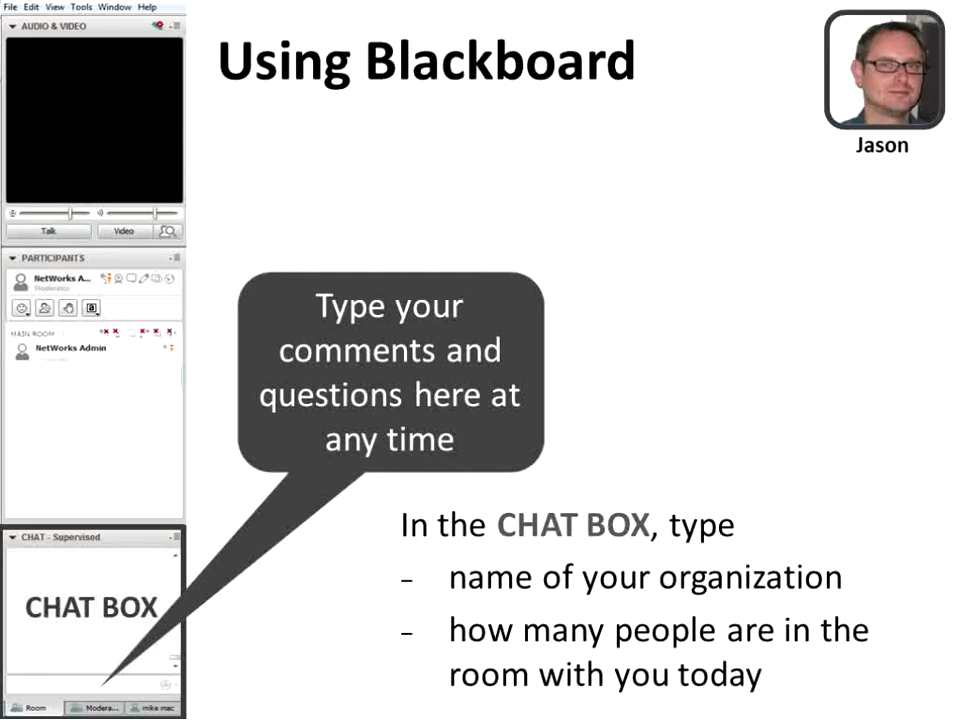 File Edit View Tools Window Help
AUDIO & VIDEO
Talk
Video
PARTICIPANTS
NetWorks A...
Moderator
MAIN ROOM
NetWorks Admin
CHAT - Supervised
CHAT BOX
Room
Modera...
mike mac
Using Blackboard
Jason
Type your
comments and
questions here at
any time
In the CHAT BOX, type
– name of your organization
– how many people are in the
room with you today